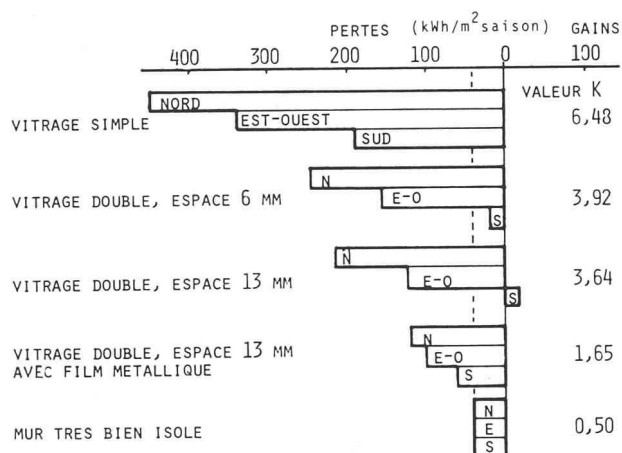 PERTES (kWh/m² saison) GAINS
400 300 200 100 0 100
VALEUR K
NORD
VITRAGE SIMPLE EST-OUEST 6,48
SUD
N
VITRAGE DOUBLE, ESPACE 6 MM E-O 3,92
S
N
VITRAGE DOUBLE, ESPACE 13 MM E-O 3,64
S
N
VITRAGE DOUBLE, ESPACE 13 MM E-O 1,65
AVEC FILM METALLIQUE S
N
MUR TRES BIEN ISOLE E 0,50
S